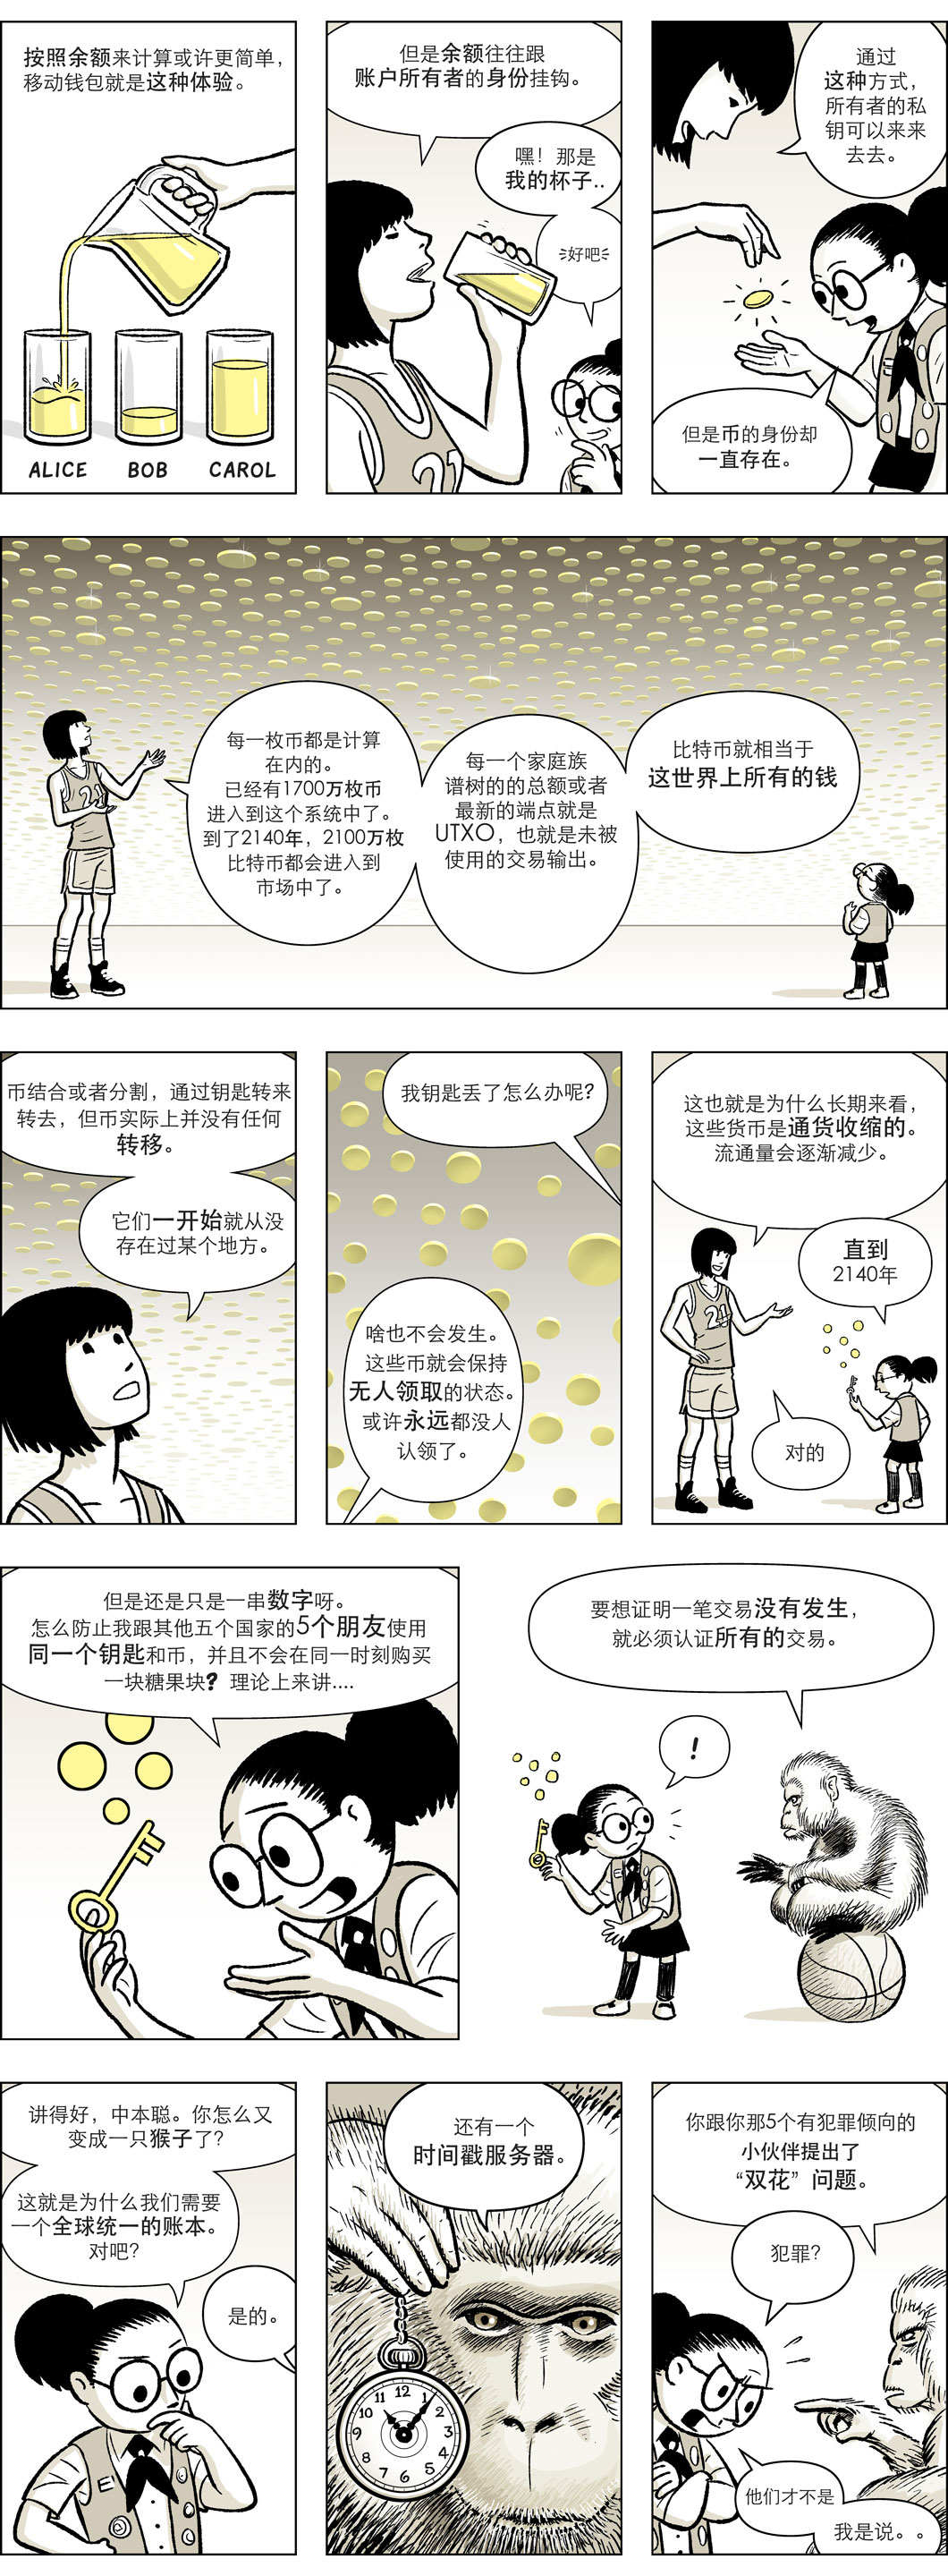 按照余额来计算或许更简单，
移动钱包就是这种体验。
ALICE
BOB
CAROL
但是余额往往跟
账户所有者的身份挂钩。
嘿！那是
我的杯子..
好吧
21
通过
这种方式，
所有者的私
钥可以来来
去去。
但是币的身份却
一直存在。
每一枚币都是计算
在内的。
已经有1700万枚币
进入到这个系统中了。
到了2140年，2100万枚
比特币都会进入到
市场中了。
每一个家庭族
谱树的的总额或者
最新的端点就是
UTXO，也就是未被
使用的交易输出。
比特币就相当于
这世界上所有的钱
21
币结合或者分割，通过钥匙转来
转去，但币实际上并没有任何
转移。
它们一开始就从没
存在过某个地方。
我钥匙丢了怎么办呢？
啥也不会发生。
这些币就会保持
无人领取的状态。
或许永远都没人
认领了。
这也就是为什么长期来看，
这些货币是通货收缩的。
流通量会逐渐减少。
直到
2140年
21
对的
但是还是只是一串数字呀。
怎么防止我跟其他五个国家的5个朋友使用
同一个钥匙和币，并且不会在同一时刻购买
一块糖果块？理论上来讲....
要想证明一笔交易没有发生，
就必须认证所有的交易。
！
讲得好，中本聪。你怎么又
变成一只猴子了？
这就是为什么我们需要
一个全球统一的账本。
对吧？
是的。
还有一个
时间戳服务器。
11 12 1
10 2
9 3
8 4
7 6 5
你跟你那5个有犯罪倾向的
小伙伴提出了
“双花”问题。
犯罪？
他们才不是
我是说。。